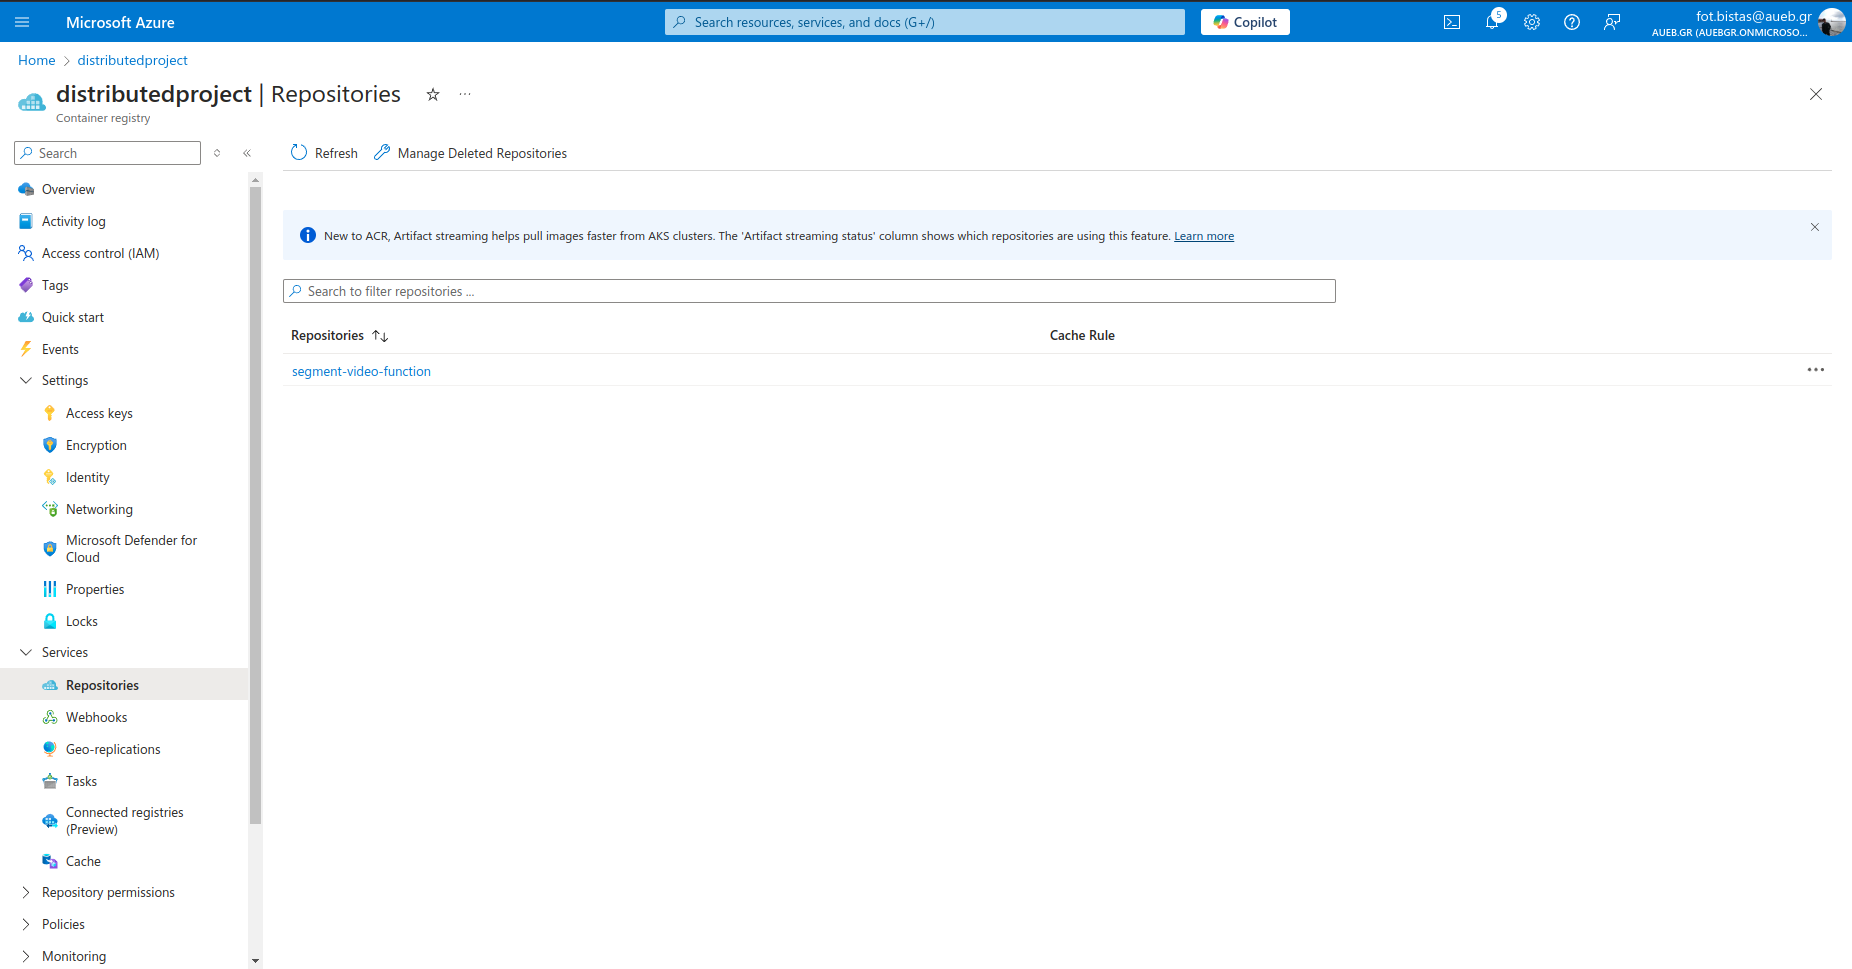 Microsoft Azure
Search resources, services, and docs (G+/)
Copilot
5
fot.bistas@aueb.gr
AUEB.GR (AUEBGR.ONMICROSO...
Home > distributedproject
distributedproject | Repositories
Container registry
Search
Refresh
Manage Deleted Repositories
Overview
Activity log
Access control (IAM)
Tags
Quick start
Events
Settings
Access keys
Encryption
Identity
Networking
Microsoft Defender for
Cloud
Properties
Locks
Services
Repositories
Webhooks
Geo-replications
Tasks
Connected registries
(Preview)
Cache
Repository permissions
Policies
Monitoring
New to ACR, Artifact streaming helps pull images faster from AKS clusters. The 'Artifact streaming status' column shows which repositories are using this feature. Learn more
Search to filter repositories ...
Repositories
Cache Rule
segment-video-function